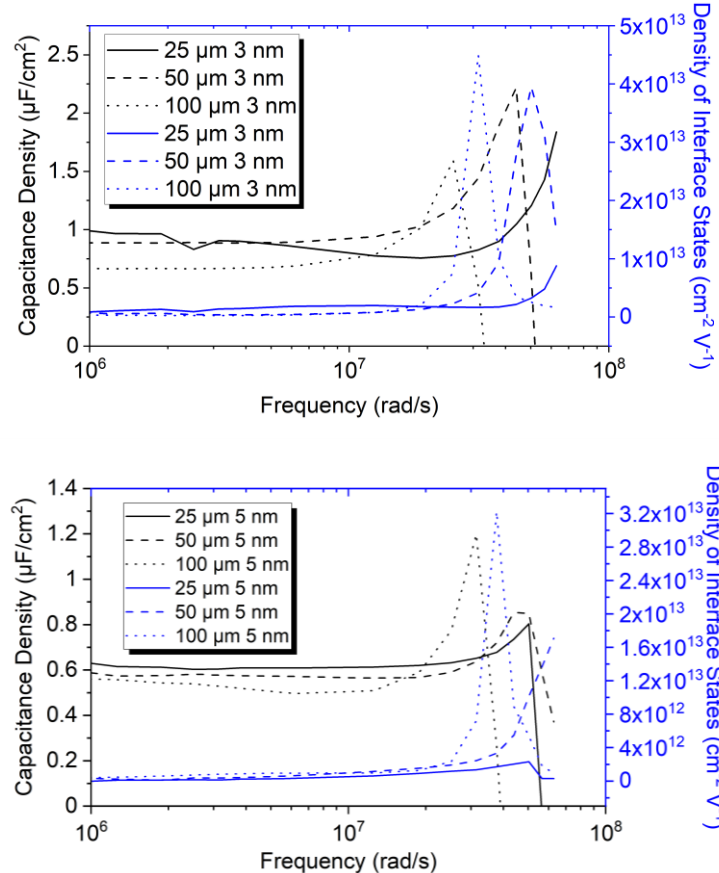 Capacitance Density (µF/cm²)
2.5
2
1.5
1
0.5
0
25 µm 3 nm
50 µm 3 nm
100 µm 3 nm
25 µm 3 nm
50 µm 3 nm
100 µm 3 nm
5x10¹³
4x10¹³
3x10¹³
2x10¹³
1x10¹³
0
Density of Interface States (cm⁻² V⁻¹)
10⁶
10⁷
10⁸
Frequency (rad/s)
Capacitance Density (µF/cm²)
1.4
1.2
1
0.8
0.6
0.4
0.2
0
25 µm 5 nm
50 µm 5 nm
100 µm 5 nm
25 µm 5 nm
50 µm 5 nm
100 µm 5 nm
3.2x10¹³
2.8x10¹³
2.4x10¹³
2.0x10¹³
1.6x10¹³
1.2x10¹³
8x10¹²
4x10¹²
0
Density of Interface States (cm⁻² V
10⁶
10⁷
10⁸
Frequency (rad/s)